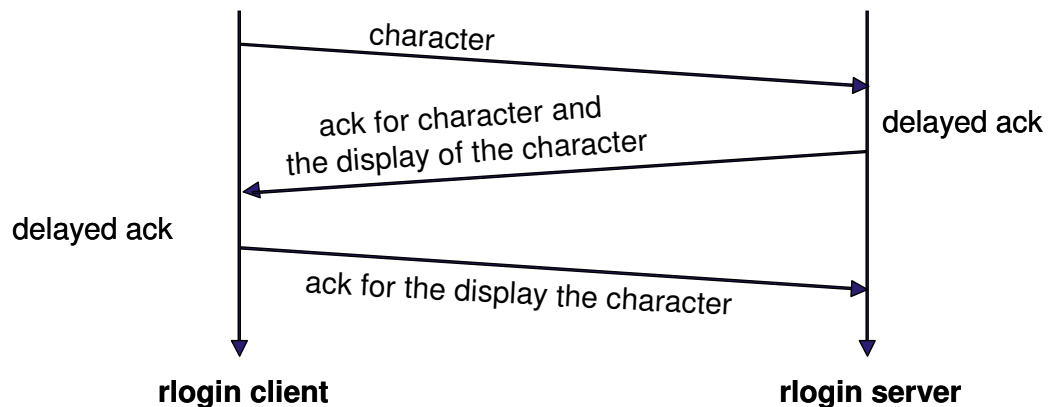 character
ack for character and
the display of the character
delayed ack
delayed ack
ack for the display the character
rlogin client
rlogin server